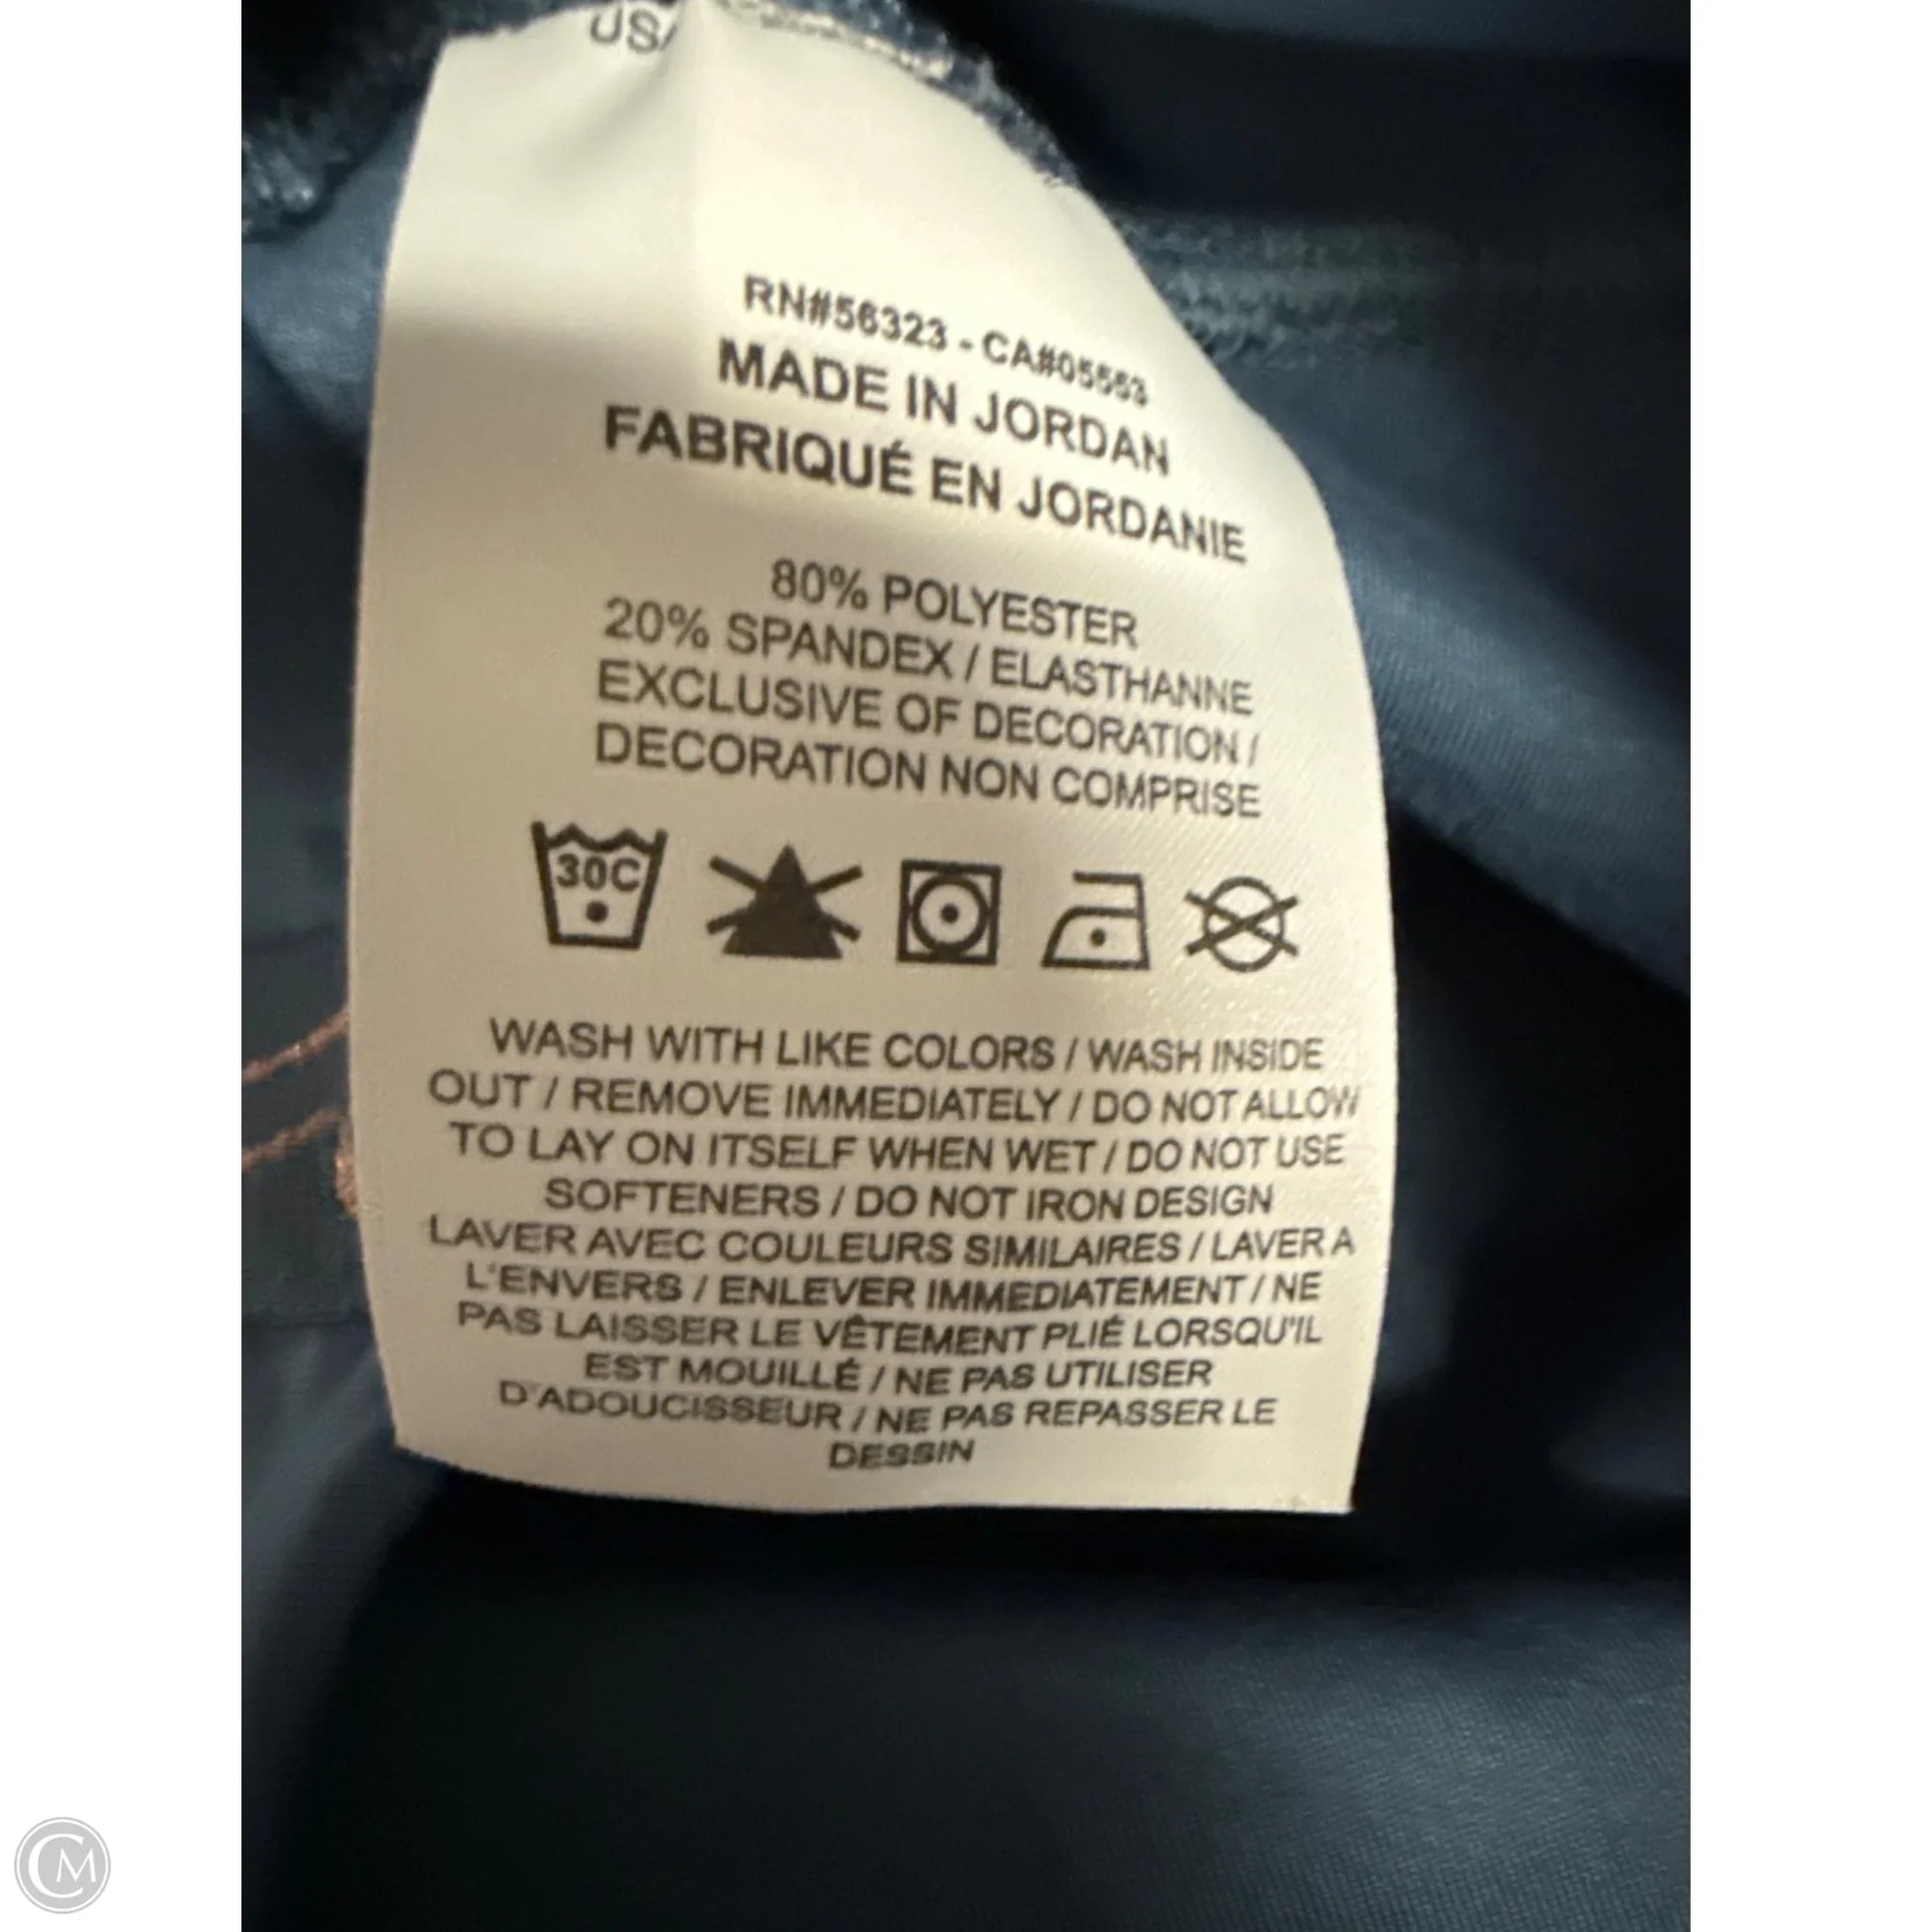 RN#56323 - CA#05553
MADE IN JORDAN
FABRIQUÉ EN JORDANIE
80% POLYESTER
20% SPANDEX / ELASTHANNE
EXCLUSIVE OF DECORATION /
DECORATION NON COMPRISE
30C
WASH WITH LIKE COLORS / WASH INSIDE
OUT / REMOVE IMMEDIATELY / DO NOT ALLOW
TO LAY ON ITSELF WHEN WET / DO NOT USE
SOFTENERS / DO NOT IRON DESIGN
LAVER AVEC COULEURS SIMILAIRES / LAVER A
L'ENVERS / ENLEVER IMMEDIATEMENT / NE
PAS LAISSER LE VÊTEMENT PLIÉ LORSQU'IL
EST MOUILLÉ / NE PAS UTILISER
D'ADOUCISSEUR / NE PAS REPASSER LE
DESSIN
CM